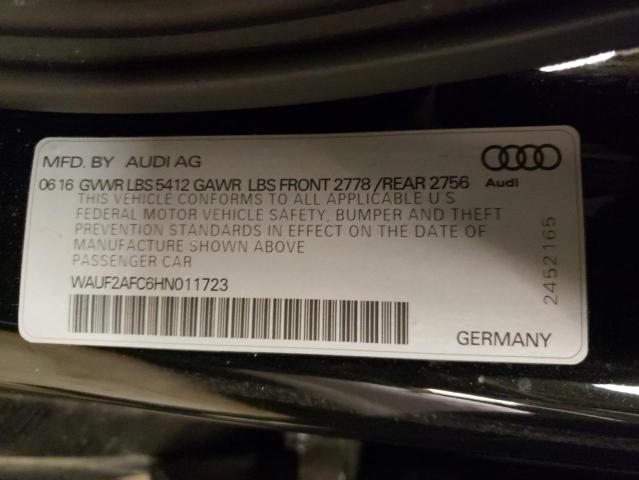 MFD. BY AUDI AG
06 16 GVWR LBS 5412 GAWR LBS FRONT 2778 /REAR 2756
Audi
THIS VEHICLE CONFORMS TO ALL APPLICABLE U S
FEDERAL MOTOR VEHICLE SAFETY, BUMPER AND THEFT
PREVENTION STANDARDS IN EFFECT ON THE DATE OF
MANUFACTURE SHOWN ABOVE
PASSENGER CAR
WAUF2AFC6HN011723
2452165
GERMANY